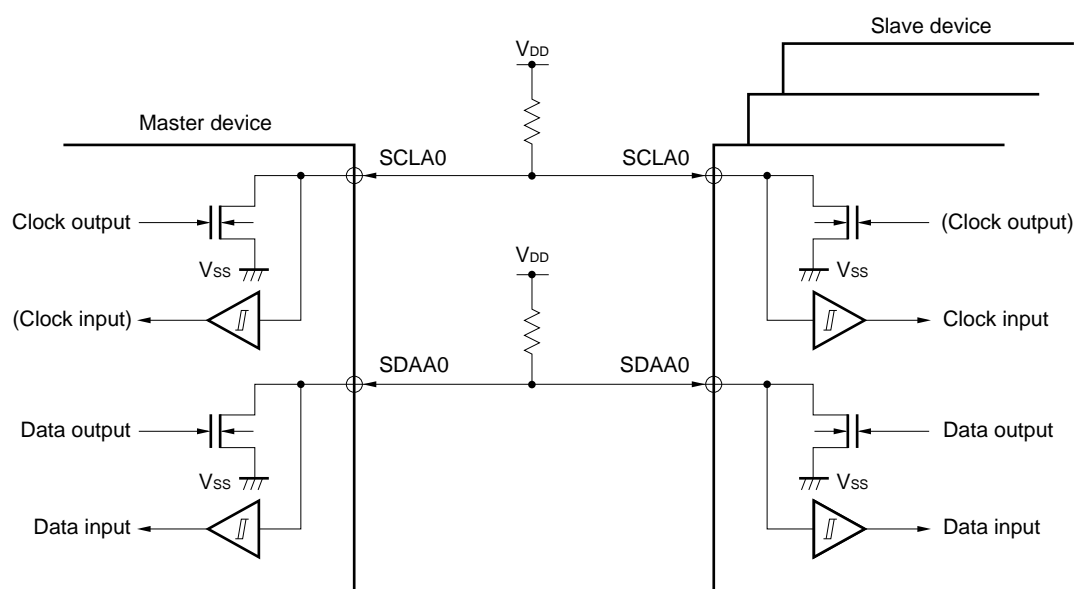 Slave device
VDD
Master device
SCLA0 SCLA0
Clock output (Clock output)
VSS VSS
VDD
(Clock input) Clock input
SDAA0 SDAA0
Data output Data output
VSS VSS
Data input Data input